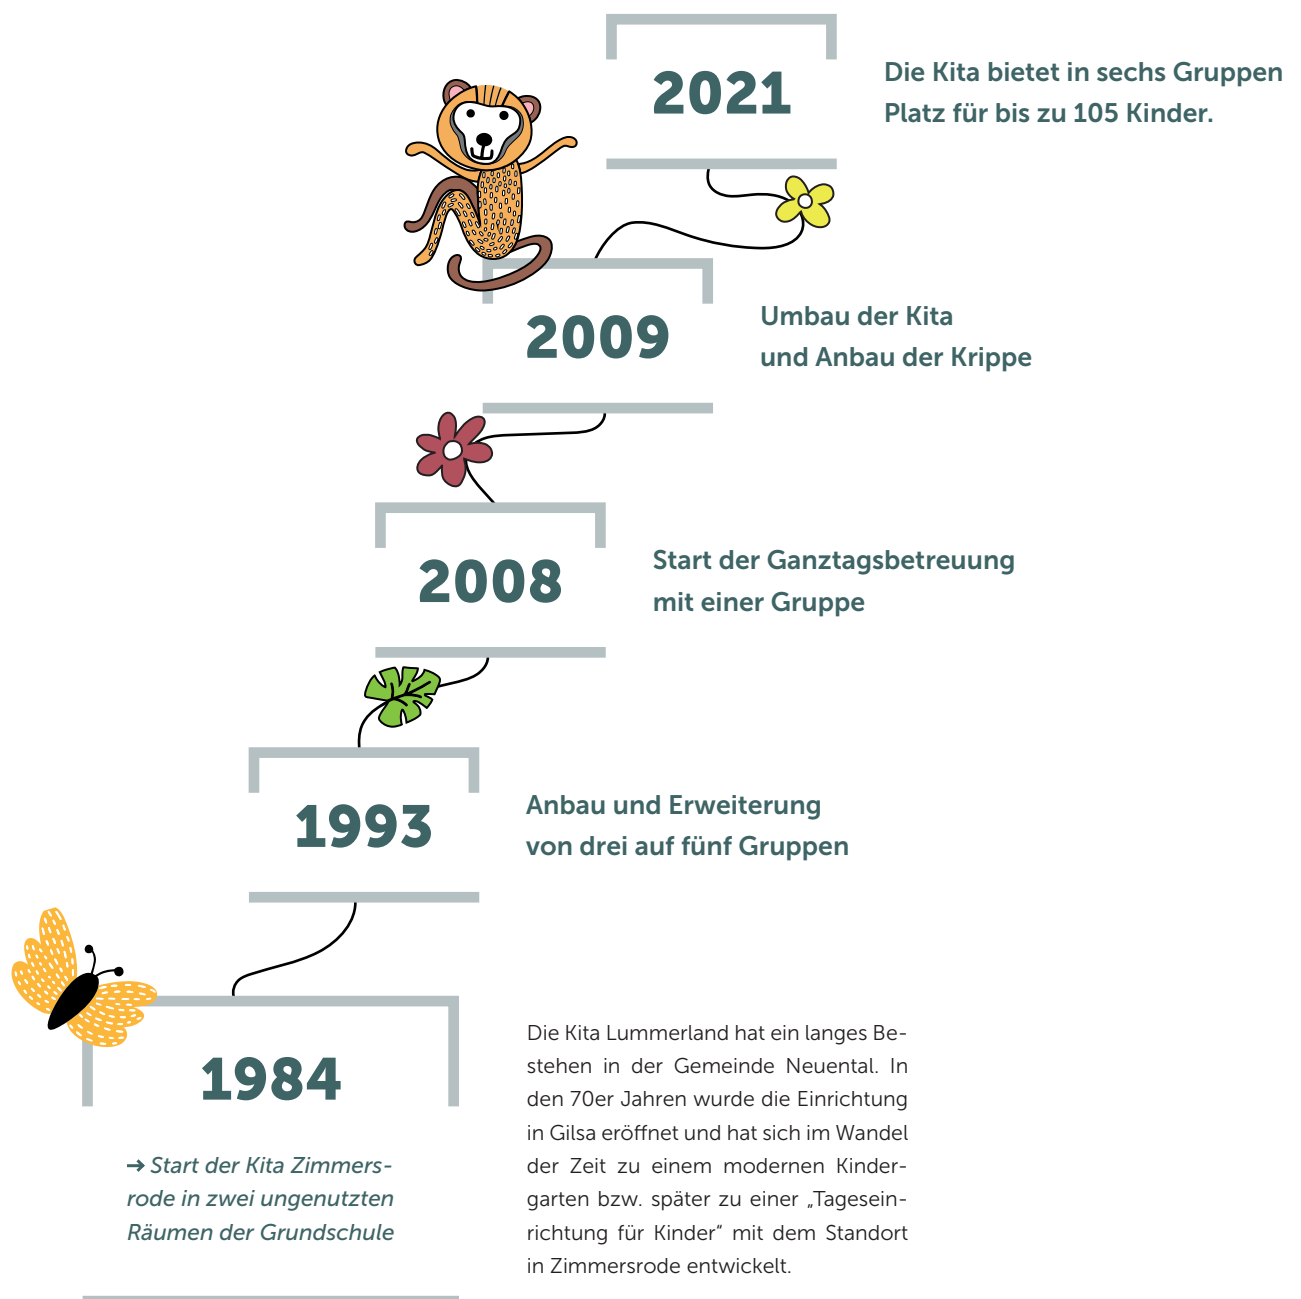 2021
Die Kita bietet in sechs Gruppen
Platz für bis zu 105 Kinder.
2009
Umbau der Kita
und Anbau der Krippe
2008
Start der Ganztagsbetreuung
mit einer Gruppe
1993
Anbau und Erweiterung
von drei auf fünf Gruppen
1984
→ Start der Kita Zimmers-
rode in zwei ungenutzten
Räumen der Grundschule
Die Kita Lummerland hat ein langes Be-
stehen in der Gemeinde Neuental. In
den 70er Jahren wurde die Einrichtung
in Gilsa eröffnet und hat sich im Wandel
der Zeit zu einem modernen Kinder-
garten bzw. später zu einer „Tagesein-
richtung für Kinder“ mit dem Standort
in Zimmersrode entwickelt.